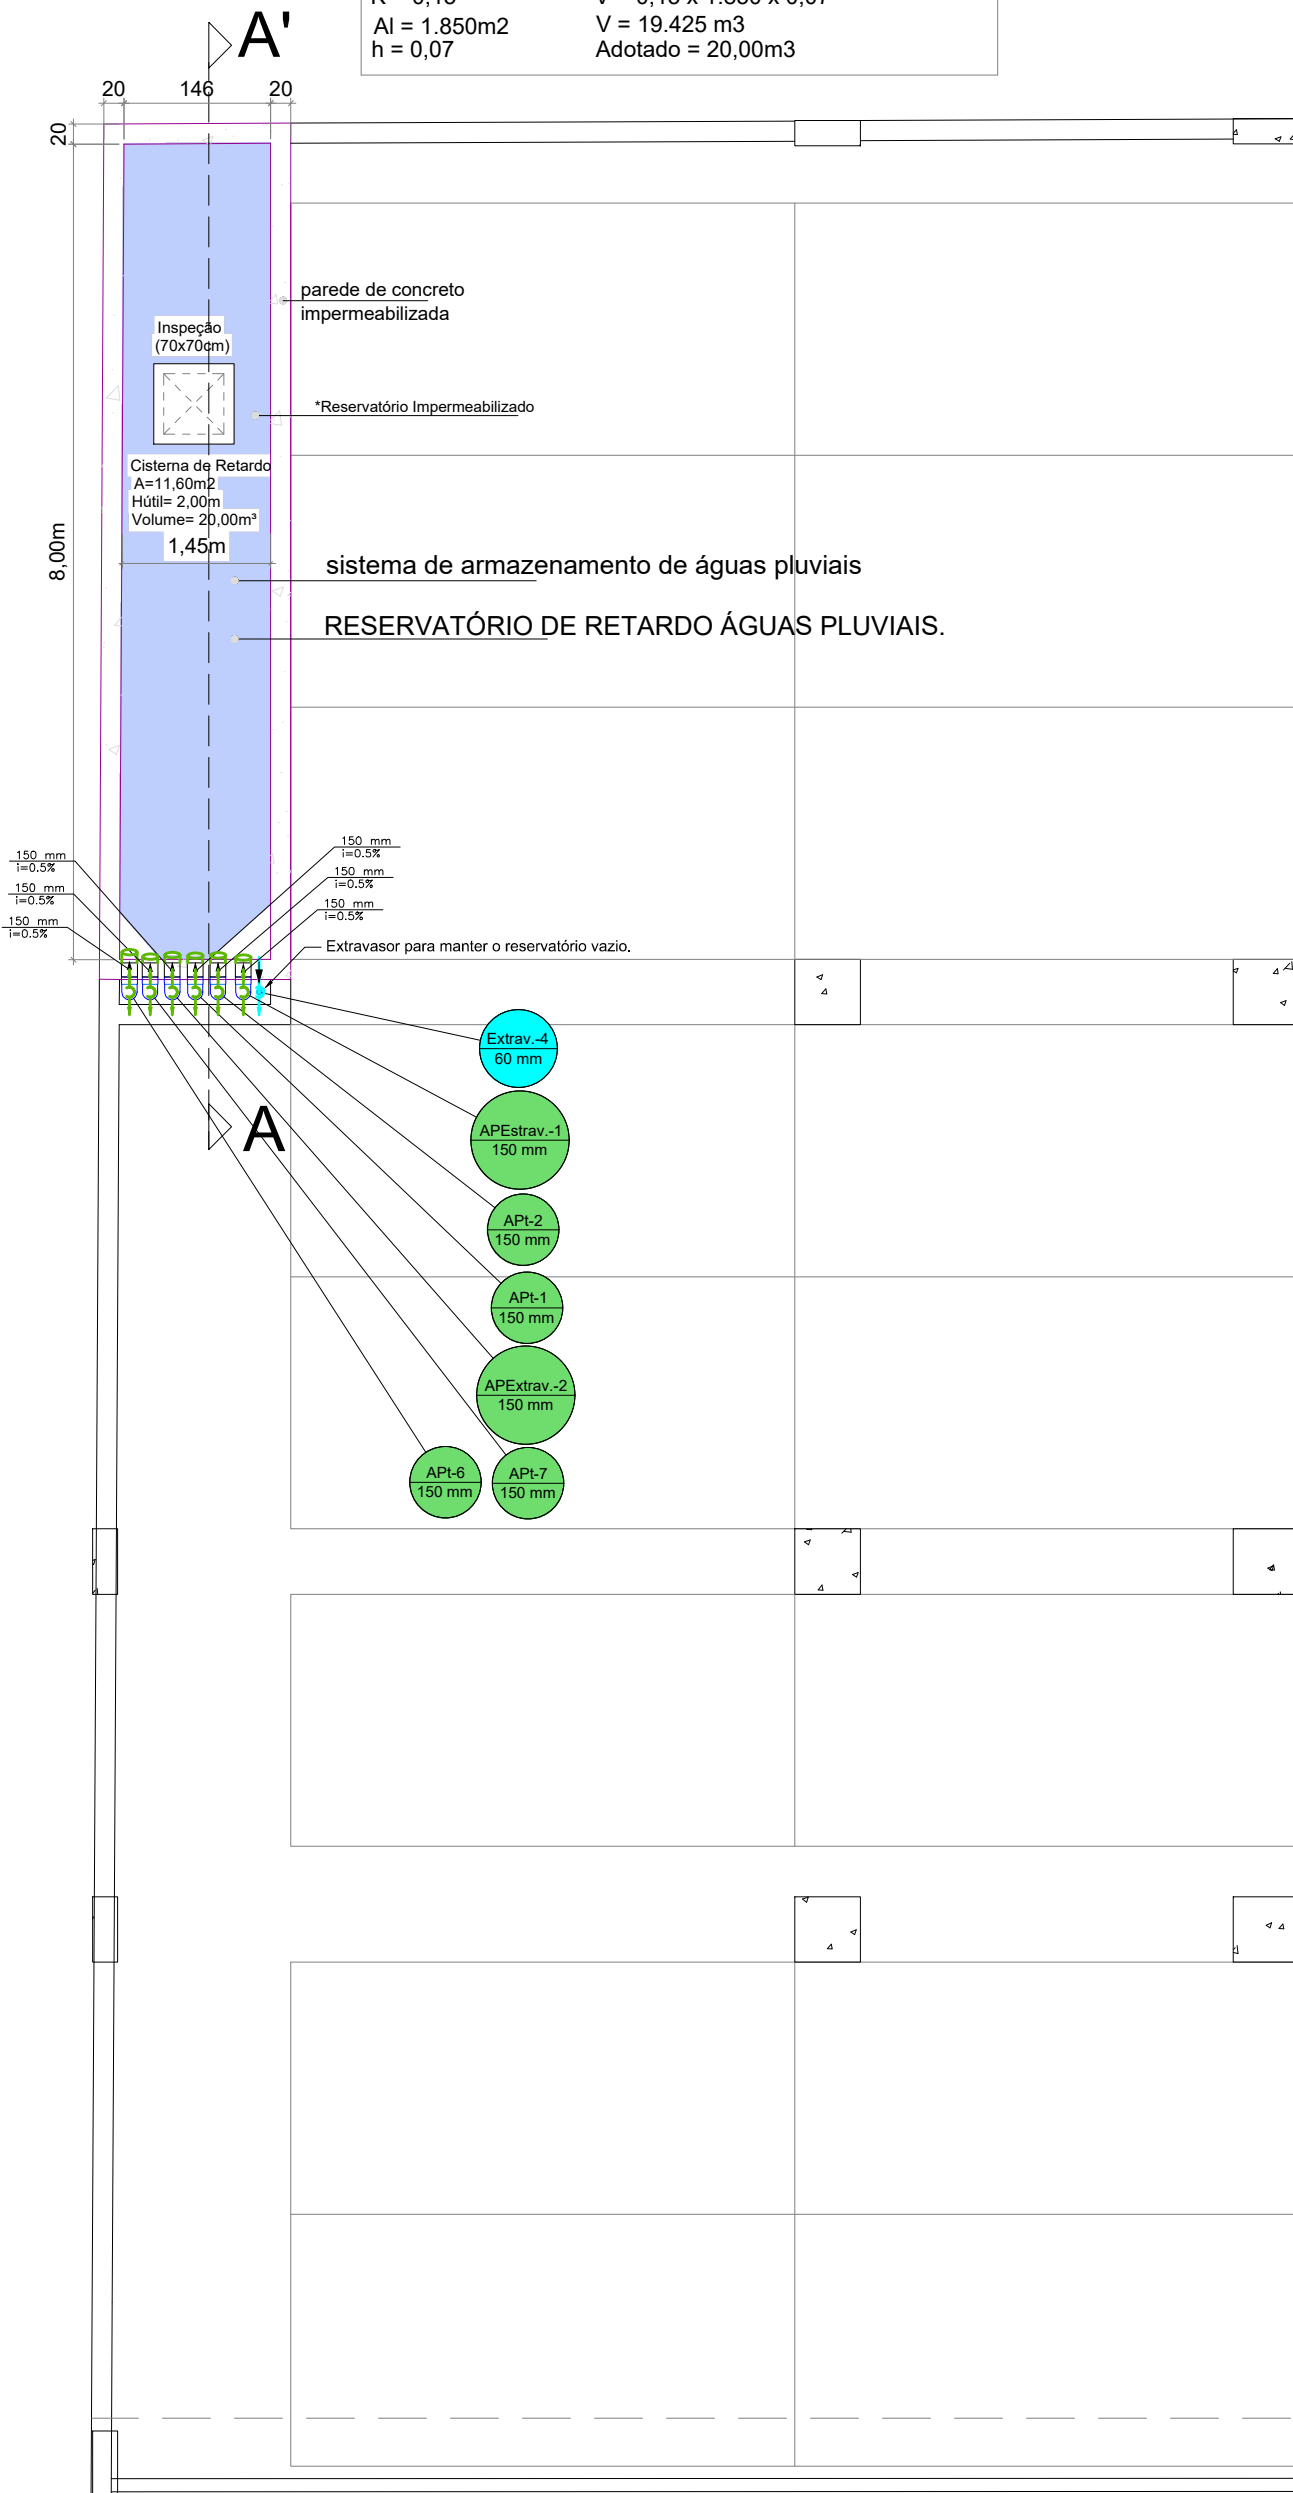 Al = 1.850m2
V = 19.425 m3
h = 0,07
Adotado = 20,00m3
A'
20
146
20
20
parede de concreto
impermeabilizada
Inspeção
(70x70cm)
*Reservatório Impermeabilizado
Cisterna de Retardo
A=11,60m2
Hútil= 2,00m
Volume= 20,00m³
1,45m
8,00m
sistema de armazenamento de águas pluviais
RESERVATÓRIO DE RETARDO ÁGUAS PLUVIAIS.
150 mm
i=0.5%
150 mm
i=0.5%
150 mm
i=0.5%
150 mm
i=0.5%
150 mm
i=0.5%
150 mm
i=0.5%
Extravasor para manter o reservatório vazio.
Extrav.-4
60 mm
APEstrav.-1
150 mm
A
APt-2
150 mm
APt-1
150 mm
APExtrav.-2
150 mm
APt-6
150 mm
APt-7
150 mm